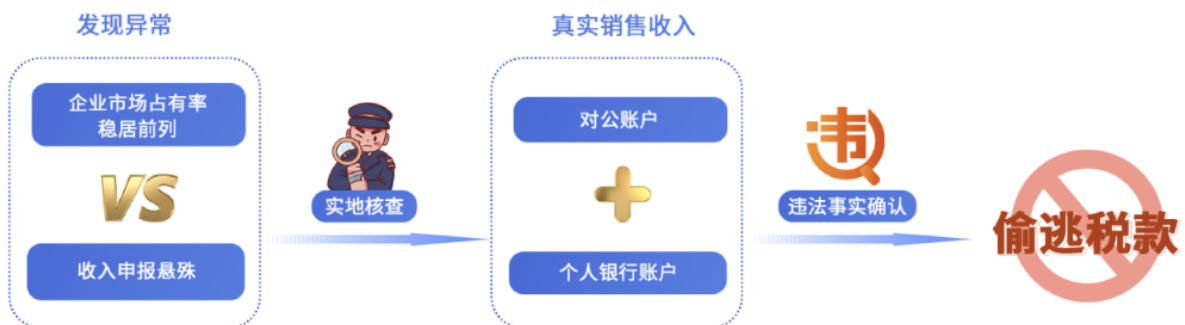 发现异常
企业市场占有率
稳居前列
VS
收入申报悬殊
实地核查
真实销售收入
对公账户
个人银行账户
违
违法事实确认
偷逃税款